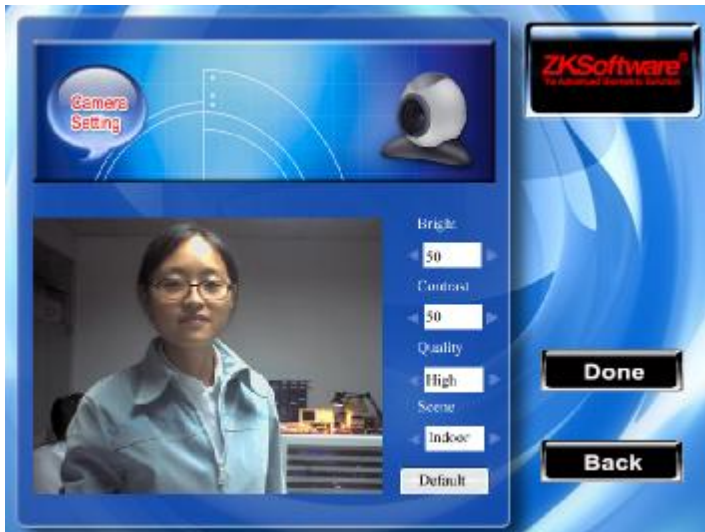 Camera
Setting
ZKSoftware®
Bright
50
Contrast
50
Quality
High
Scene
Indoor
Default
Done
Back